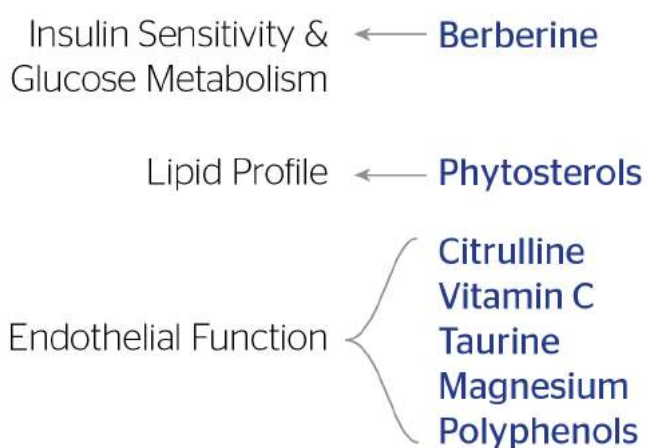 Insulin Sensitivity & Berberine
Glucose Metabolism
Lipid Profile Phytosterols
Endothelial Function
Citrulline
Vitamin C
Taurine
Magnesium
Polyphenols